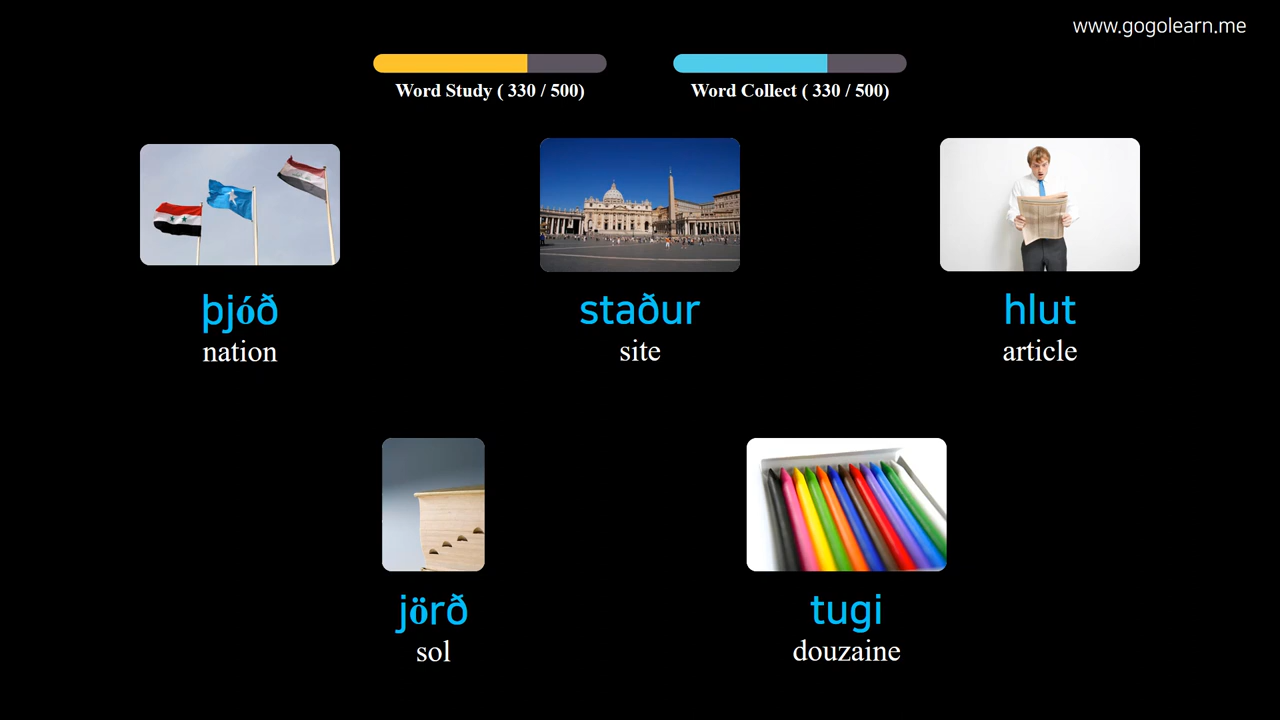 www.gogolearn.me
Word Study ( 330 / 500)
Word Collect ( 330 / 500)
þjóð
nation
staður
site
hlut
article
jörð
sol
tugi
douzaine